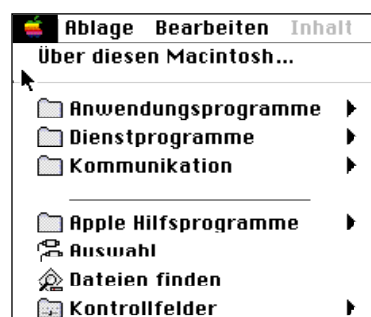 Ablage Bearbeiten Inhalt
Über diesen Macintosh...
Anwendungsprogramme
Dienstprogramme
Kommunikation
Apple Hilfsprogramme
Auswahl
Dateien finden
Kontrollfelder